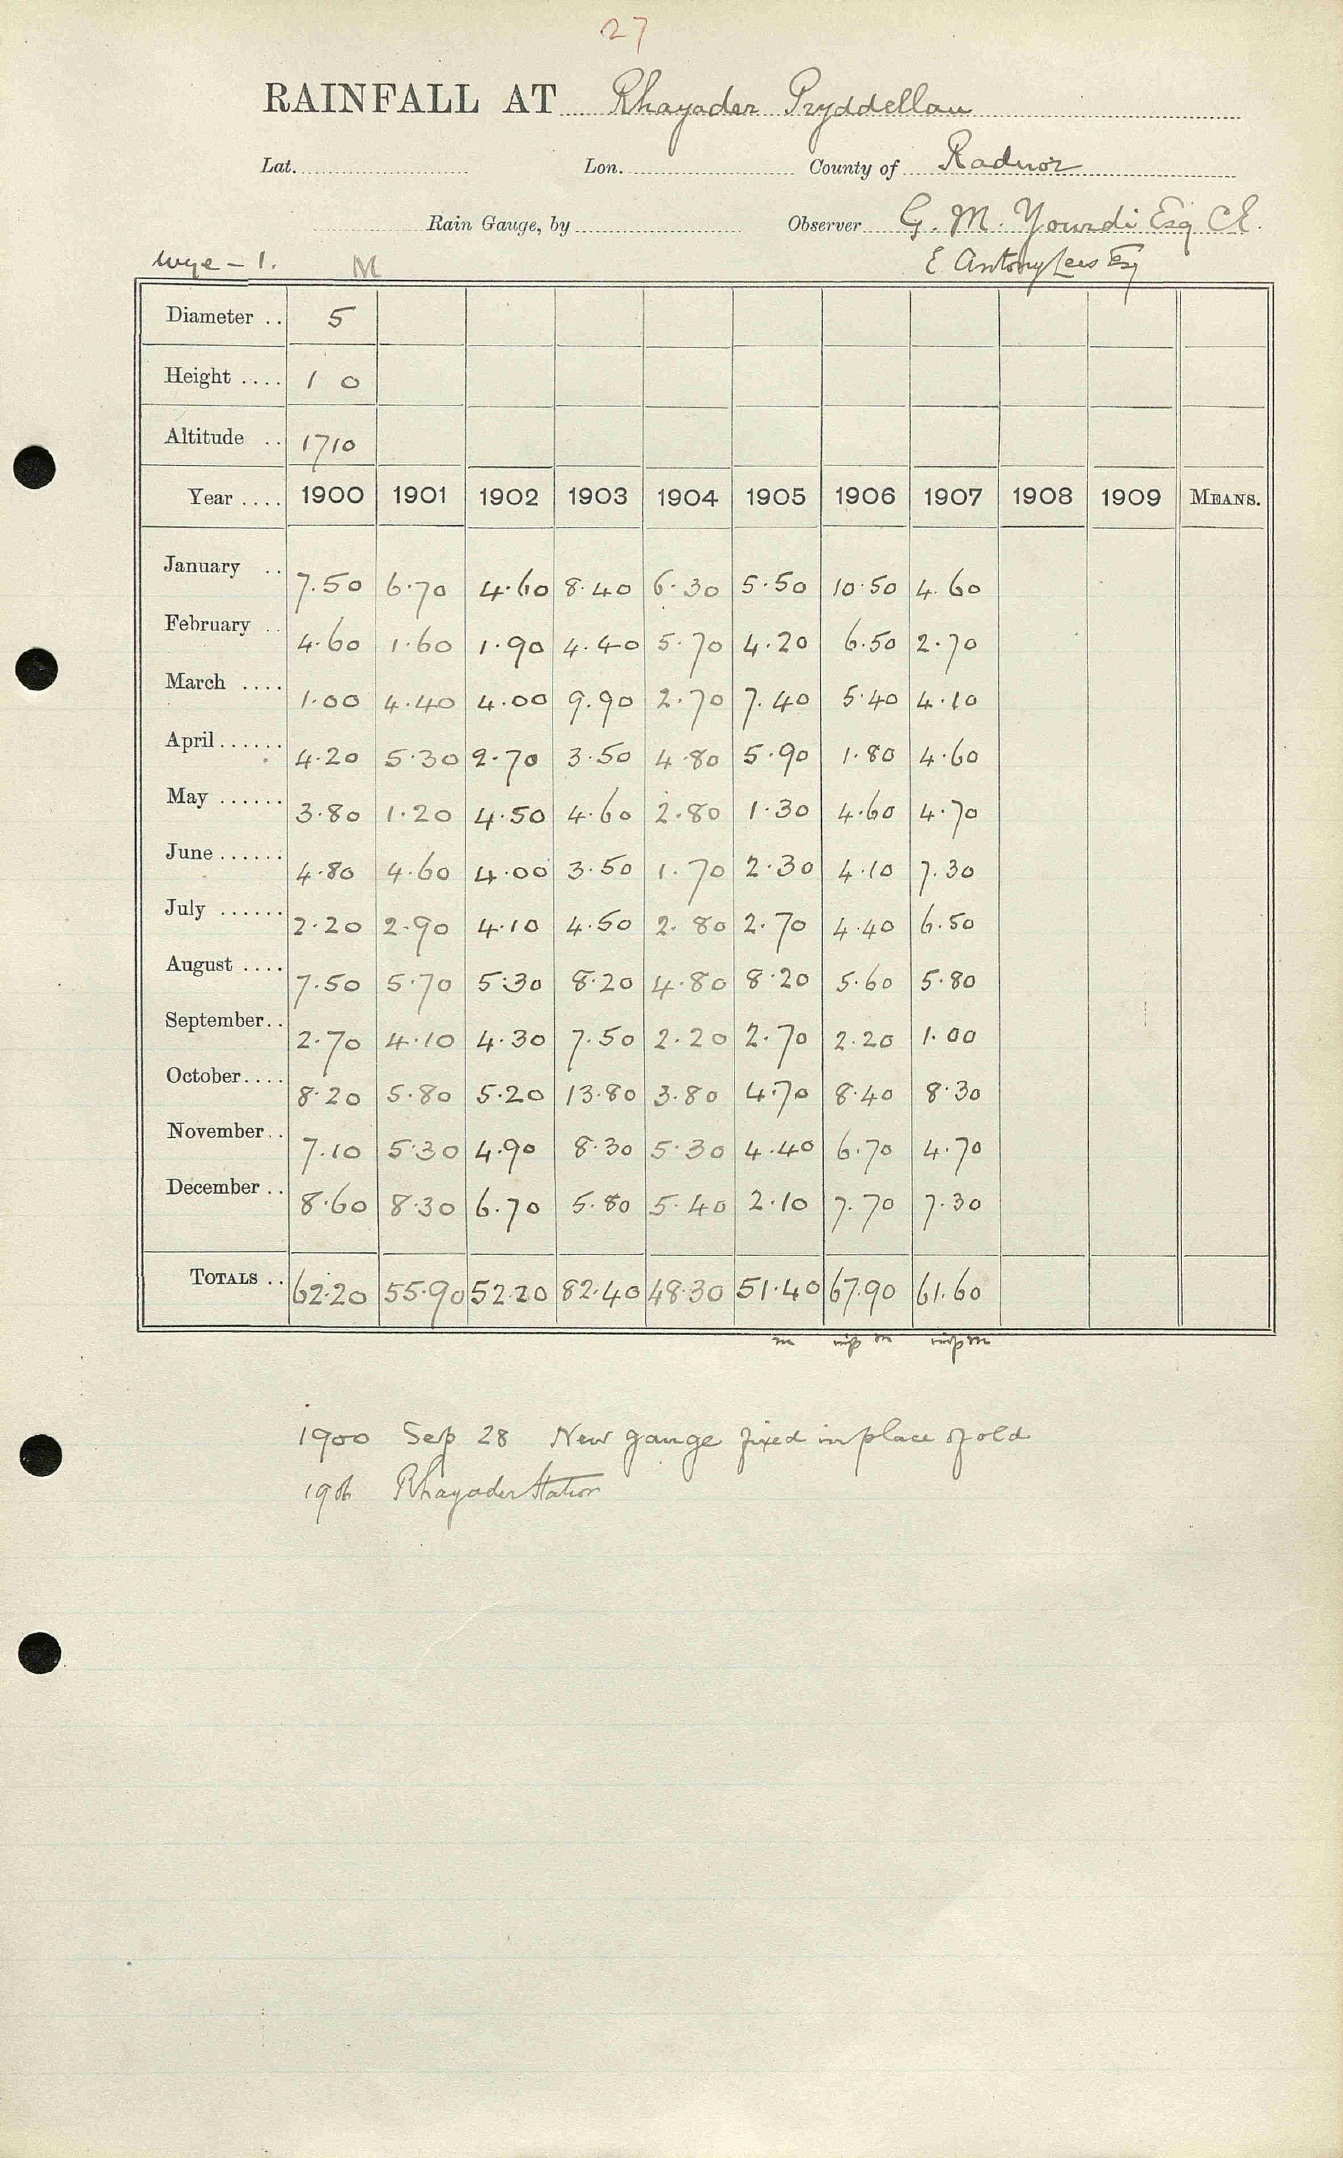 27
RAINFALL AT Rhayader Pryddellau
Lat. Lon. County of Radnor
Rain Gauge, by Observer G. M. Yourdi Esq C.E.
Wye - 1. M E Antony Lees Esq
Diameter .. 5
Height .... 1 0
Altitude .. 1710
Year .... 1900 1901 1902 1903 1904 1905 1906 1907 1908 1909 MEANS.
January .. 7.50 6.70 4.60 8.40 6.30 5.50 10.50 4.60
February .. 4.60 1.60 1.90 4.40 5.70 4.20 6.50 2.70
March .... 1.00 4.40 4.00 9.90 2.70 7.40 5.40 4.10
April...... 4.20 5.30 2.70 3.50 4.80 5.90 1.80 4.60
May ...... 3.80 1.20 4.50 4.60 2.80 1.30 4.60 4.70
June...... 4.80 4.60 4.00 3.50 1.70 2.30 4.10 7.30
July ...... 2.20 2.90 4.10 4.50 2.80 2.70 4.40 6.50
August .... 7.50 5.70 5.30 8.20 4.80 8.20 5.60 5.80
September.. 2.70 4.10 4.30 7.50 2.20 2.70 2.20 1.00
October.... 8.20 5.80 5.20 13.80 3.80 4.70 8.40 8.30
November.. 7.10 5.30 4.90 8.30 5.30 4.40 6.70 4.70
December .. 8.60 8.30 6.70 5.80 5.40 2.10 7.70 7.30
TOTALS .. 62.20 55.90 52.20 82.40 48.30 51.40 67.90 61.60
m m m
1900 Sep 28 New gauge fixed in place of old
1906 Rhayader Station